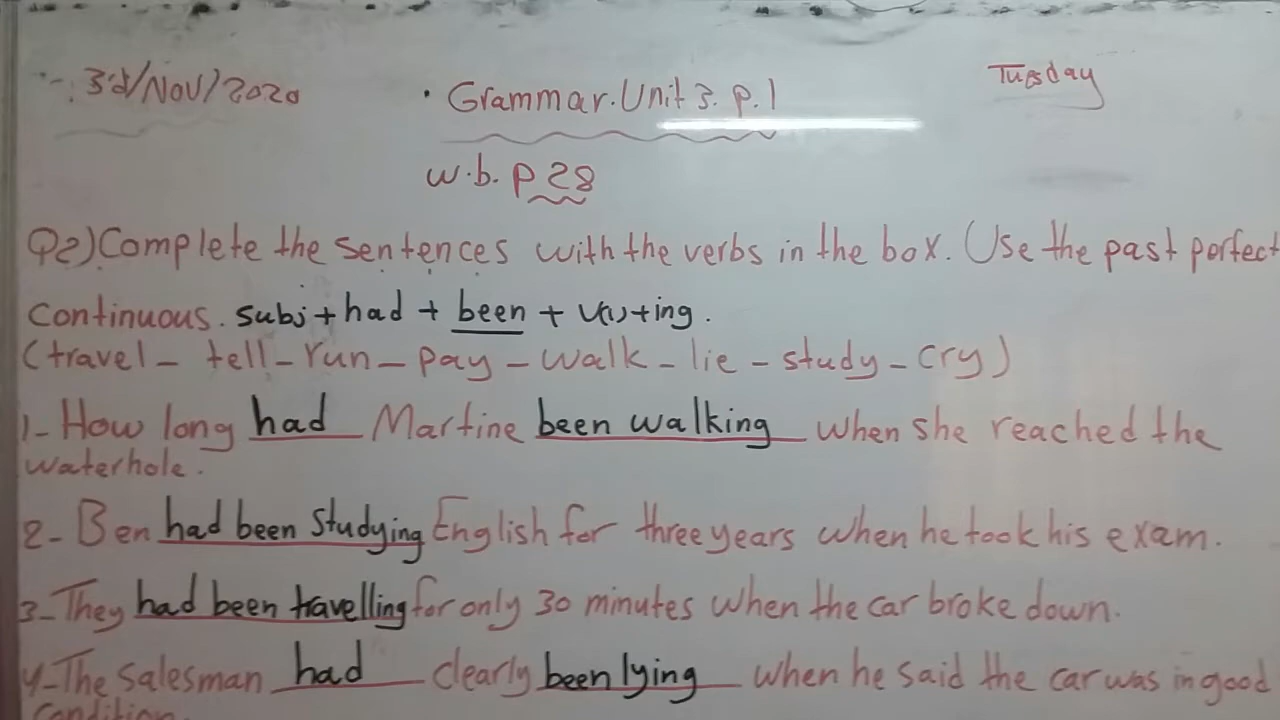 3'd/Nov/2020
. Grammar.Unit 3. p.1
Tuesday
w.b. p 28
Q2) Complete the sentences with the verbs in the box. (Use the past perfect
continuous. subj + had + been + v(1)+ing.
(travel - tell - run - pay - walk - lie - study - cry)
1- How long had Martine been walking when she reached the
waterhole.
2- Ben had been studying English for three years when he took his exam.
3- They had been travelling for only 30 minutes when the car broke down.
4- The salesman had clearly been lying when he said the car was in good
condition.